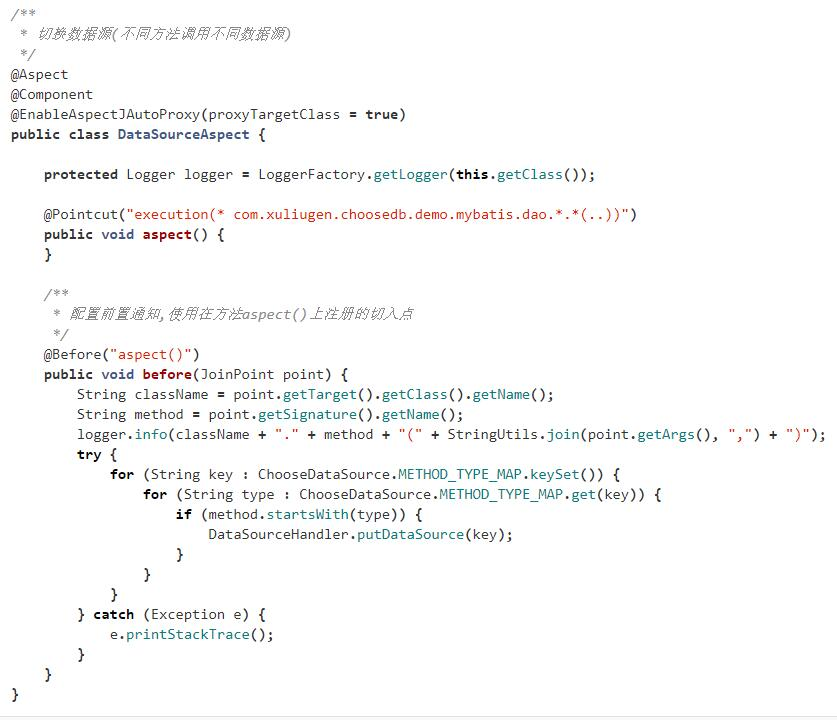 /**
 * 切换数据源(不同方法调用不同数据源)
 */
@Aspect
@Component
@EnableAspectJAutoProxy(proxyTargetClass = true)
public class DataSourceAspect {

    protected Logger logger = LoggerFactory.getLogger(this.getClass());

    @Pointcut("execution(* com.xuliugen.choosedb.demo.mybatis.dao.*.*(..))")
    public void aspect() {
    }

    /**
     * 配置前置通知,使用在方法aspect()上注册的切入点
     */
    @Before("aspect()")
    public void before(JoinPoint point) {
        String className = point.getTarget().getClass().getName();
        String method = point.getSignature().getName();
        logger.info(className + "." + method + "(" + StringUtils.join(point.getArgs(), ",") + ")");
        try {
            for (String key : ChooseDataSource.METHOD_TYPE_MAP.keySet()) {
                for (String type : ChooseDataSource.METHOD_TYPE_MAP.get(key)) {
                    if (method.startsWith(type)) {
                        DataSourceHandler.putDataSource(key);
                    }
                }
            }
        } catch (Exception e) {
            e.printStackTrace();
        }
    }
}